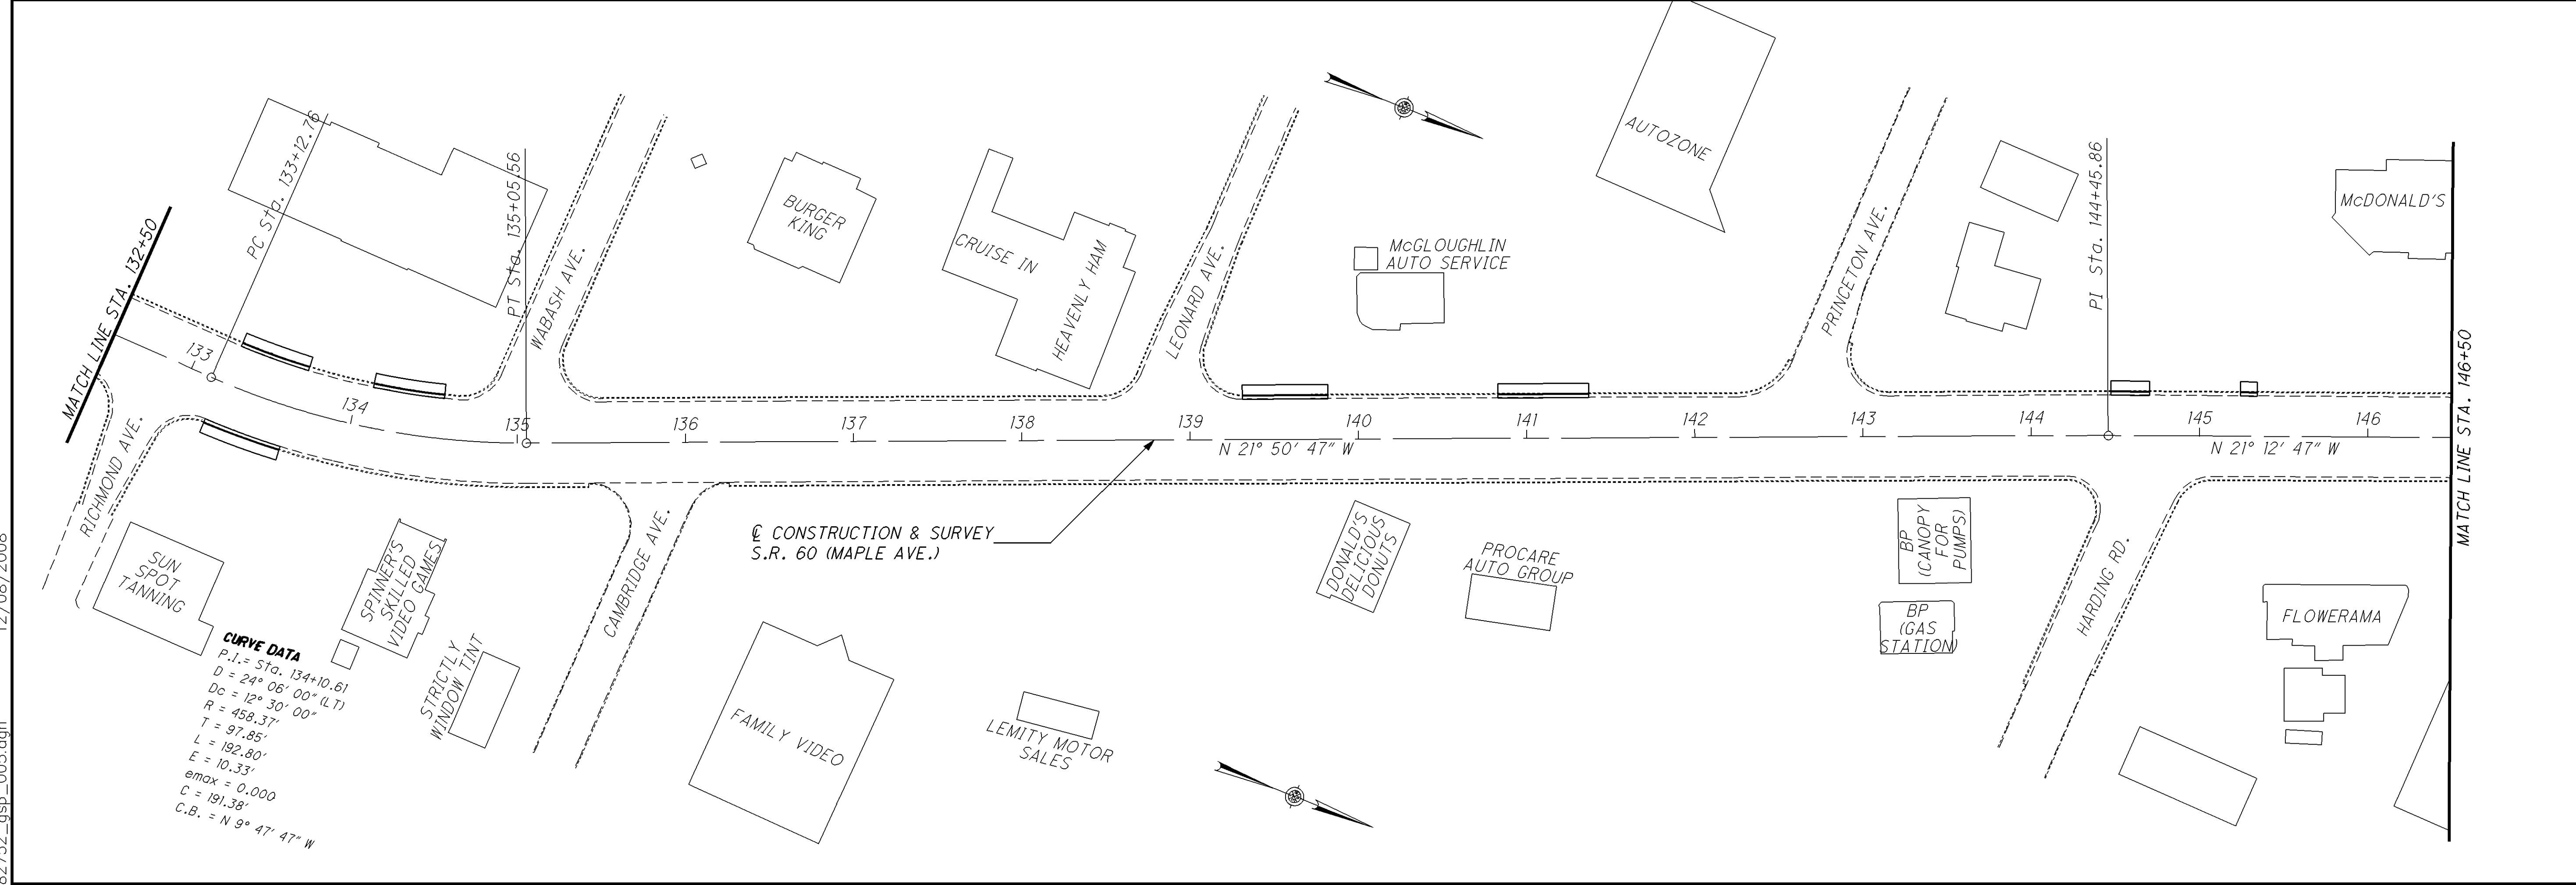 MATCH LINE STA. 132+50
PC Sta. 133+12.76
PT Sta. 135+05.56
WABASH AVE.
BURGER
KING
CRUISE IN
HEAVENLY HAM
LEONARD AVE.
McGLOUGHLIN
AUTO SERVICE
AUTOZONE
PRINCETON AVE.
PI Sta. 144+45.86
McDONALD'S
MATCH LINE STA. 146+50
133
134
135
136
137
138
139
140
141
142
143
144
145
146
N 21° 50' 47" W
N 21° 12' 47" W
RICHMOND AVE.
℄ CONSTRUCTION & SURVEY
S.R. 60 (MAPLE AVE.)
SUN
SPOT
TANNING
SPINNER'S
SKILLED
VIDEO GAMES
STRICTLY
WINDOW TINT
CAMBRIDGE AVE.
FAMILY VIDEO
LEMITY MOTOR
SALES
DONALD'S
DELICIOUS
DONUTS
PROCARE
AUTO GROUP
BP
(CANOPY
FOR
PUMPS)
BP
(GAS
STATION)
HARDING RD.
FLOWERAMA
CURVE DATA
P.I.= Sta. 134+10.61
D = 24° 06' 00" (LT)
Dc = 12° 30' 00"
R = 458.37'
T = 97.85'
L = 192.80'
E = 10.33'
emax = 0.000
C = 191.38'
C.B. = N 9° 47' 47" W